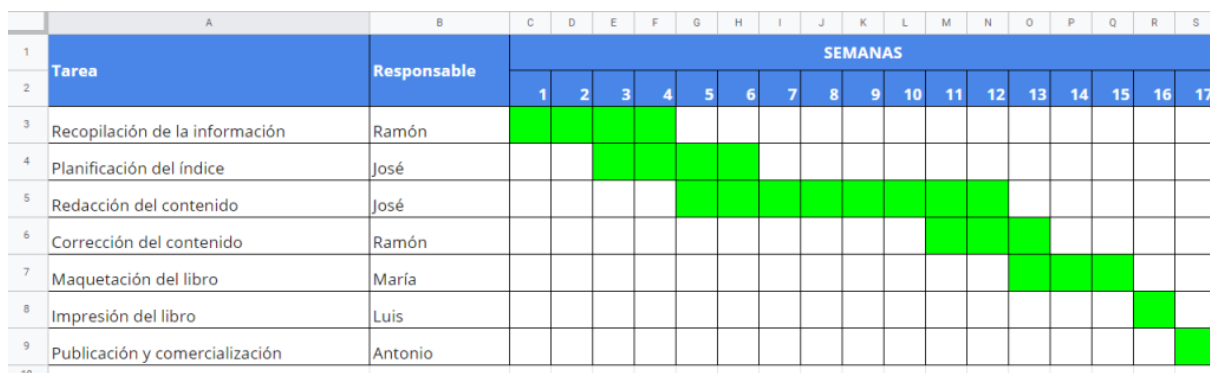 A B C D E F G H I J K L M N O P Q R S
1 SEMANAS
Tarea Responsable
2 1 2 3 4 5 6 7 8 9 10 11 12 13 14 15 16 17
3 Recopilación de la información Ramón
4 Planificación del índice José
5 Redacción del contenido José
6 Corrección del contenido Ramón
7 Maquetación del libro María
8 Impresión del libro Luis
9 Publicación y comercialización Antonio